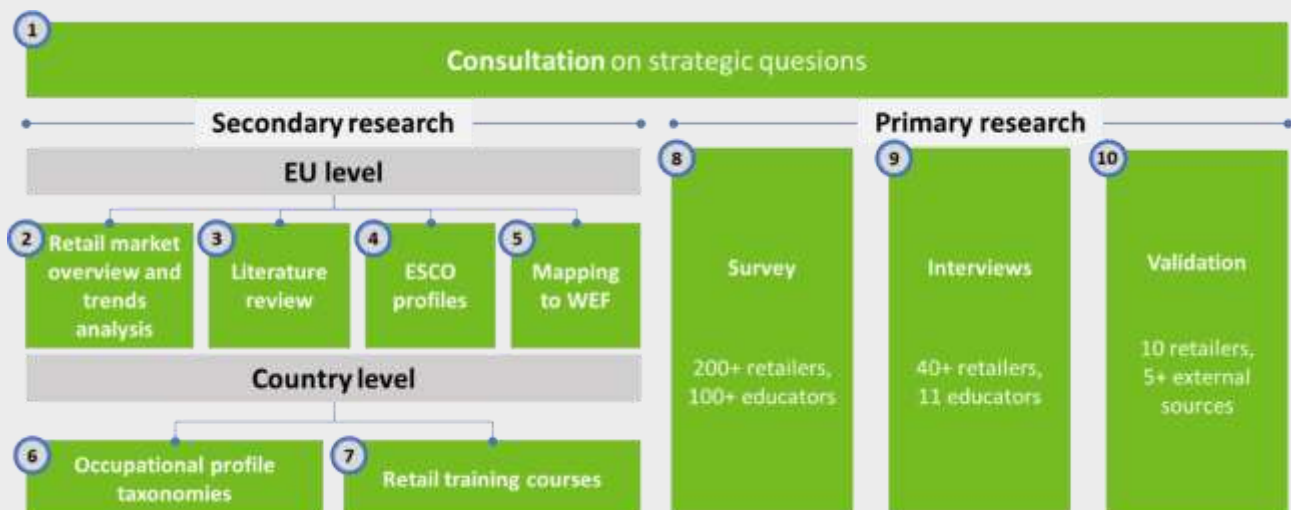 1
Consultation on strategic quesions
Secondary research
EU level
2
Retail market
overview and
trends
analysis
3
Literature
review
4
ESCO
profiles
5
Mapping
to WEF
Country level
6
Occupational profile
taxonomies
7
Retail training courses
Primary research
8
Survey
200+ retailers,
100+ educators
9
Interviews
40+ retailers,
11 educators
10
Validation
10 retailers,
5+ external
sources